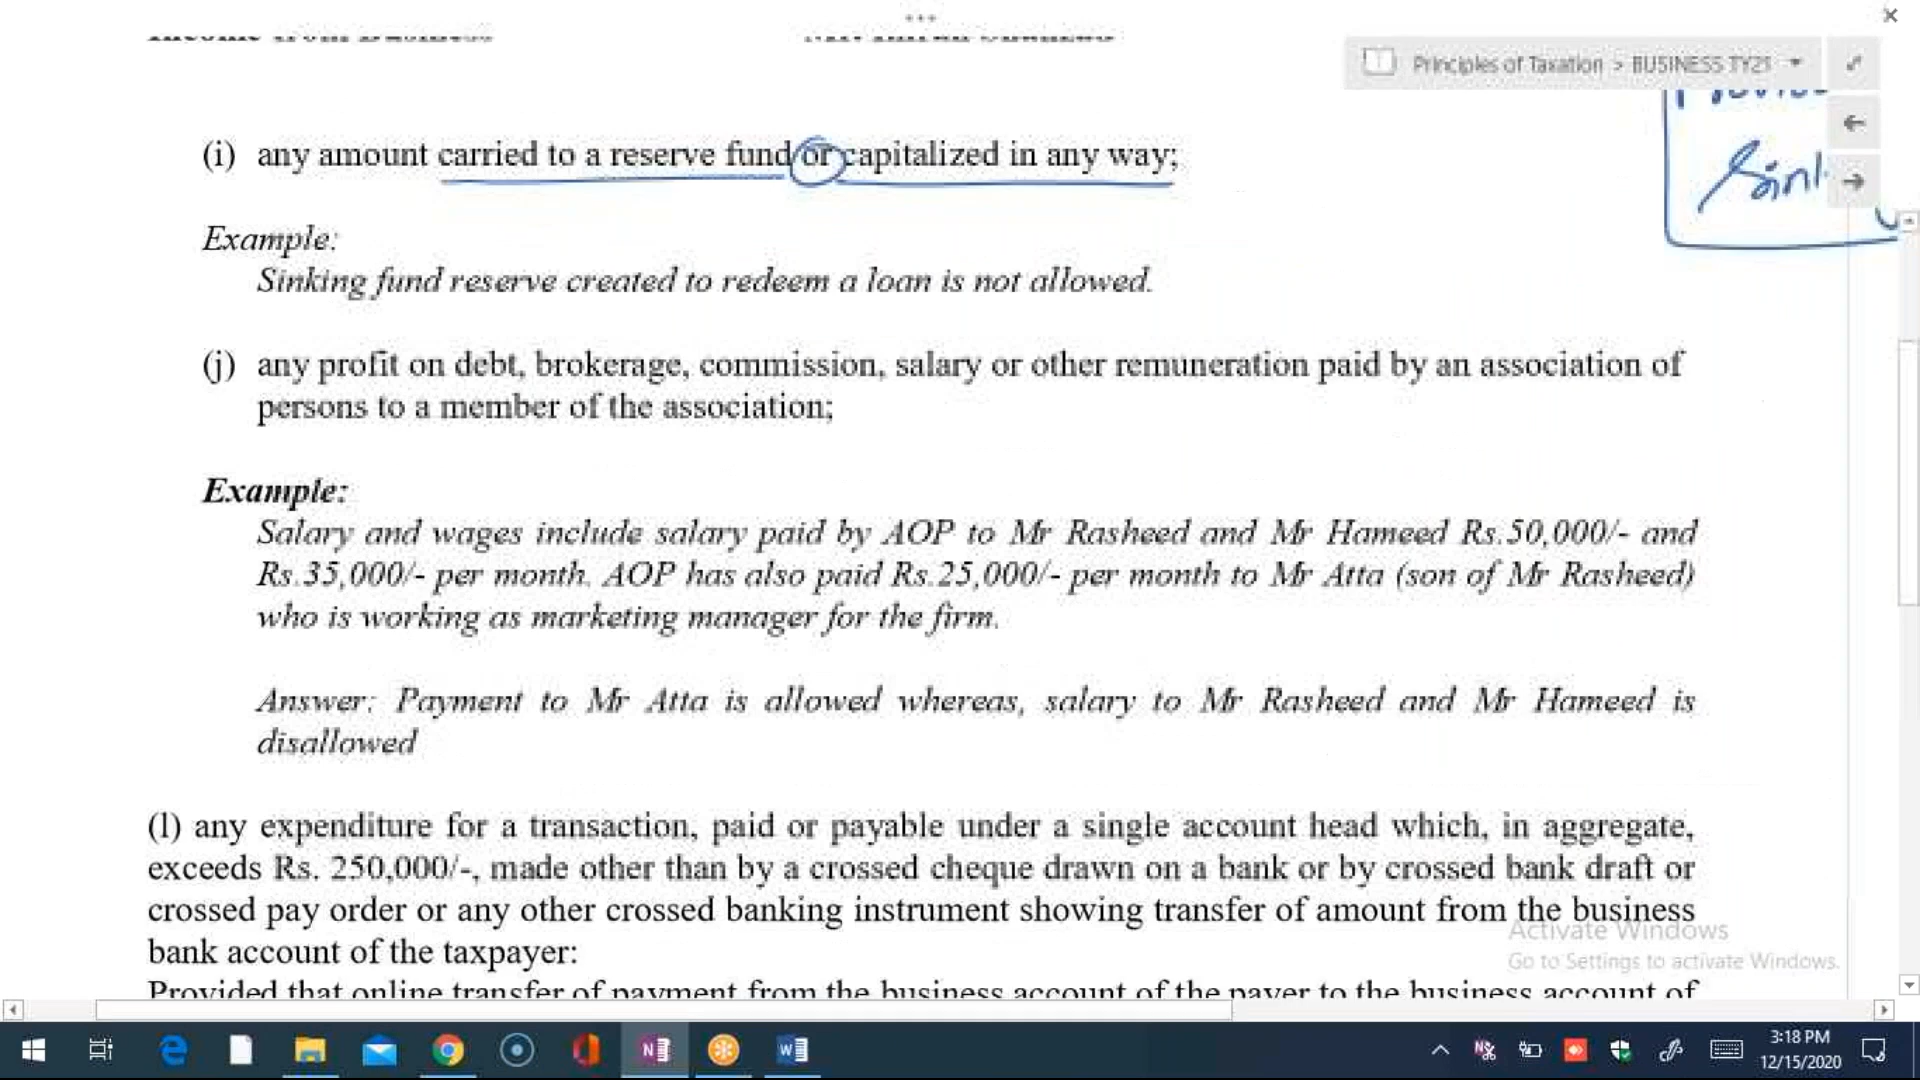 Principles of Taxation > BUSINESS TY21
(i) any amount carried to a reserve fund or capitalized in any way;
Example:
Sinking fund reserve created to redeem a loan is not allowed.
(j) any profit on debt, brokerage, commission, salary or other remuneration paid by an association of
persons to a member of the association;
Example:
Salary and wages include salary paid by AOP to Mr Rasheed and Mr Hameed Rs.50,000/- and
Rs.35,000/- per month. AOP has also paid Rs.25,000/- per month to Mr Atta (son of Mr Rasheed)
who is working as marketing manager for the firm.
Answer: Payment to Mr Atta is allowed whereas, salary to Mr Rasheed and Mr Hameed is
disallowed
(l) any expenditure for a transaction, paid or payable under a single account head which, in aggregate,
exceeds Rs. 250,000/-, made other than by a crossed cheque drawn on a bank or by crossed bank draft or
crossed pay order or any other crossed banking instrument showing transfer of amount from the business
bank account of the taxpayer:
Activate Windows
Go to Settings to activate Windows.
Provided that online transfer of payment from the business account of the payer to the business account of
3:18 PM
12/15/2020